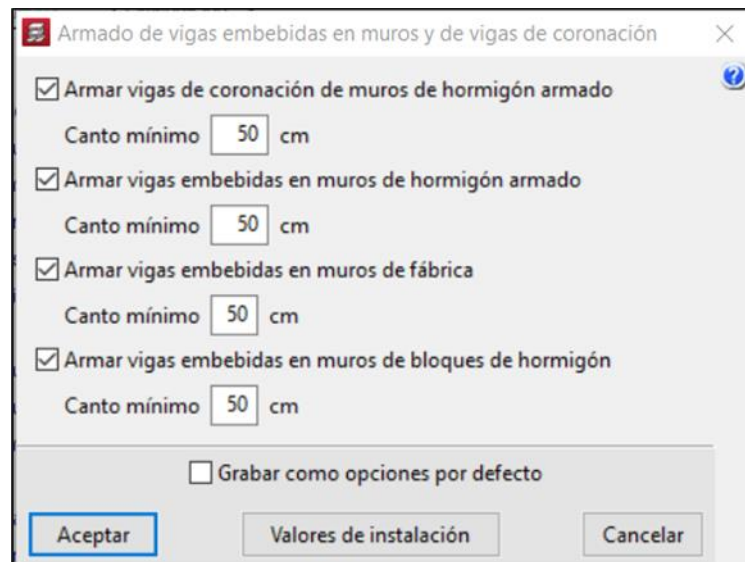 Armado de vigas embebidas en muros y de vigas de coronación
Armar vigas de coronación de muros de hormigón armado
Canto mínimo 50 cm
Armar vigas embebidas en muros de hormigón armado
Canto mínimo 50 cm
Armar vigas embebidas en muros de fábrica
Canto mínimo 50 cm
Armar vigas embebidas en muros de bloques de hormigón
Canto mínimo 50 cm
Grabar como opciones por defecto
Aceptar Valores de instalación Cancelar